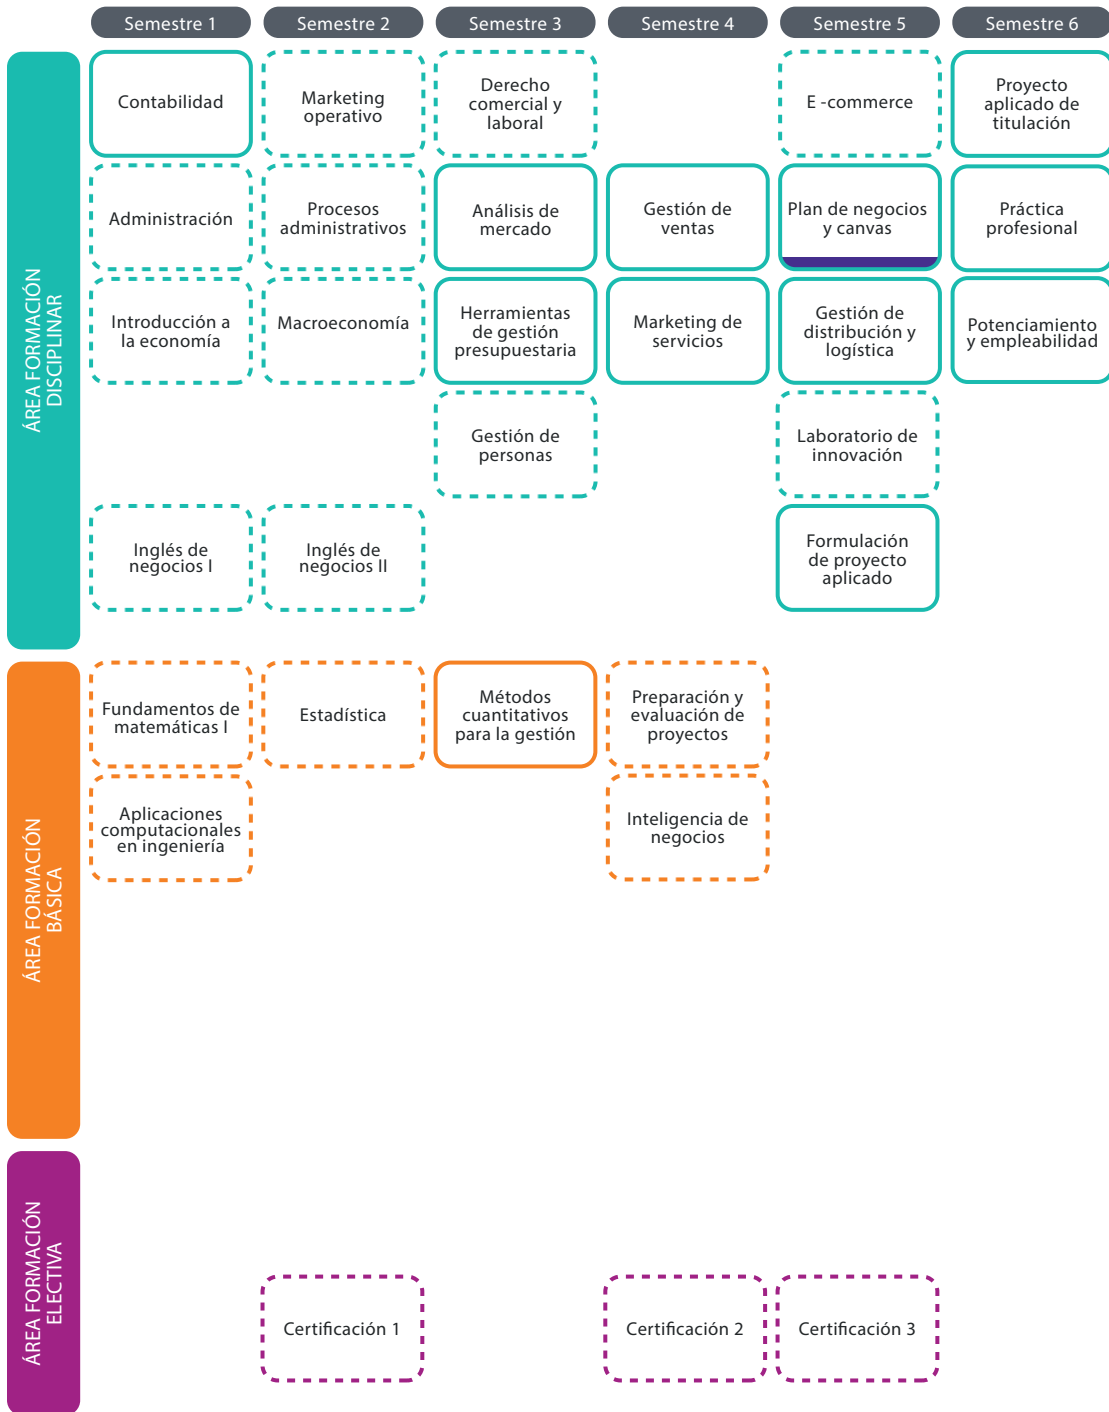 Semestre 1
Semestre 2
Semestre 3
Semestre 4
Semestre 5
Semestre 6
ÁREA FORMACIÓN
DISCIPLINAR
Contabilidad
Marketing
operativo
Derecho
comercial y
laboral
E -commerce
Proyecto
aplicado de
titulación
Administración
Procesos
administrativos
Análisis de
mercado
Gestión de
ventas
Plan de negocios
y canvas
Práctica
profesional
Introducción a
la economía
Macroeconomía
Herramientas
de gestión
presupuestaria
Marketing de
servicios
Gestión de
distribución y
logística
Potenciamiento
y empleabilidad
Gestión de
personas
Laboratorio de
innovación
Inglés de
negocios I
Inglés de
negocios II
Formulación
de proyecto
aplicado
ÁREA FORMACIÓN
BÁSICA
Fundamentos de
matemáticas I
Estadística
Métodos
cuantitativos
para la gestión
Preparación y
evaluación de
proyectos
Aplicaciones
computacionales
en ingeniería
Inteligencia de
negocios
ÁREA FORMACIÓN
ELECTIVA
Certificación 1
Certificación 2
Certificación 3